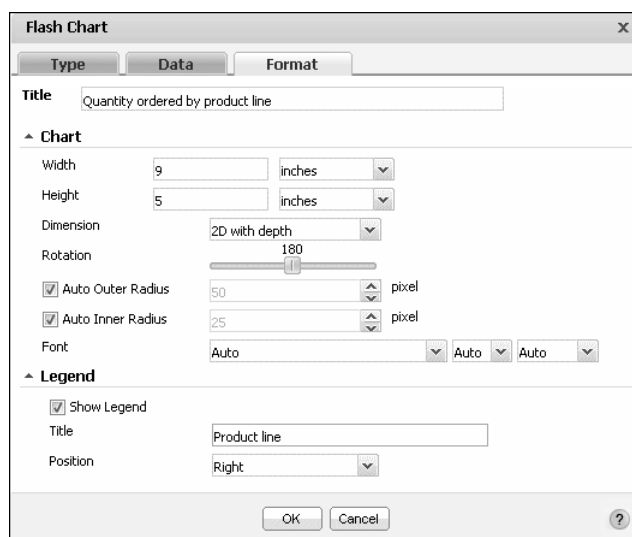 Flash Chart x
Type Data Format
Title Quantity ordered by product line
Chart
Width 9 inches
Height 5 inches
Dimension 2D with depth
180
Rotation
Auto Outer Radius 50 pixel
Auto Inner Radius 25 pixel
Font Auto Auto Auto
Legend
Show Legend
Title Product line
Position Right
OK Cancel ?